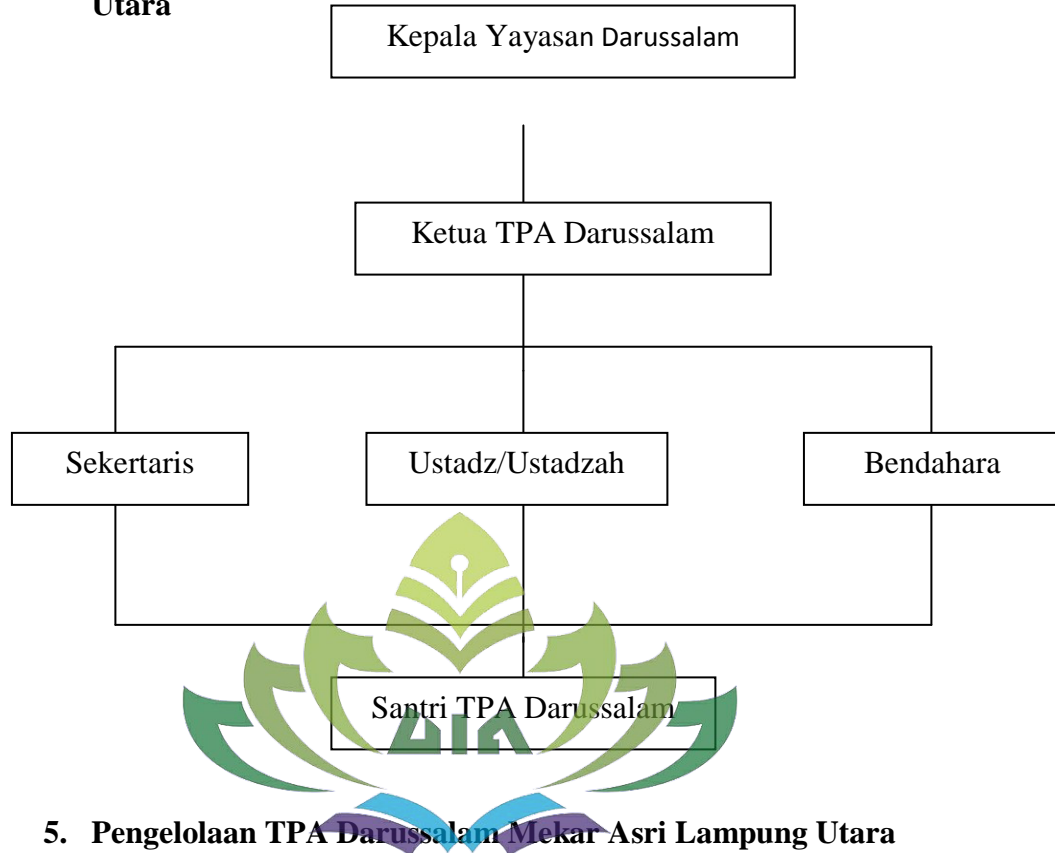 Utara
Kepala Yayasan Darussalam
Ketua TPA Darussalam
Sekertaris Ustadz/Ustadzah Bendahara
Santri TPA Darussalam
5. Pengelolaan TPA Darussalam Mekar Asri Lampung Utara